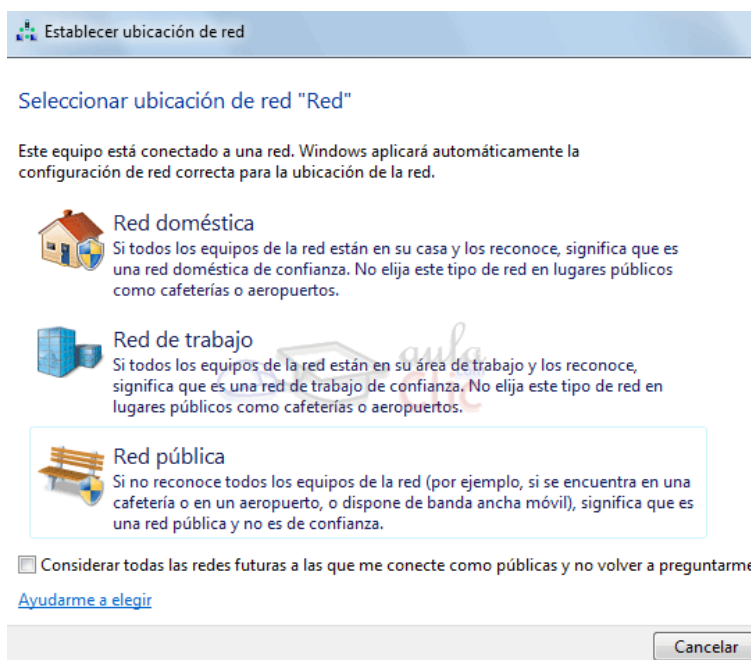 Establecer ubicación de red
Seleccionar ubicación de red "Red"
Este equipo está conectado a una red. Windows aplicará automáticamente la
configuración de red correcta para la ubicación de la red.
Red doméstica
Si todos los equipos de la red están en su casa y los reconoce, significa que es
una red doméstica de confianza. No elija este tipo de red en lugares públicos
como cafeterías o aeropuertos.
Red de trabajo
Si todos los equipos de la red están en su área de trabajo y los reconoce,
significa que es una red de trabajo de confianza. No elija este tipo de red en
lugares públicos como cafeterías o aeropuertos.
aula
clic
Red pública
Si no reconoce todos los equipos de la red (por ejemplo, si se encuentra en una
cafetería o en un aeropuerto, o dispone de banda ancha móvil), significa que es
una red pública y no es de confianza.
Considerar todas las redes futuras a las que me conecte como públicas y no volver a preguntarme
Ayudarme a elegir
Cancelar